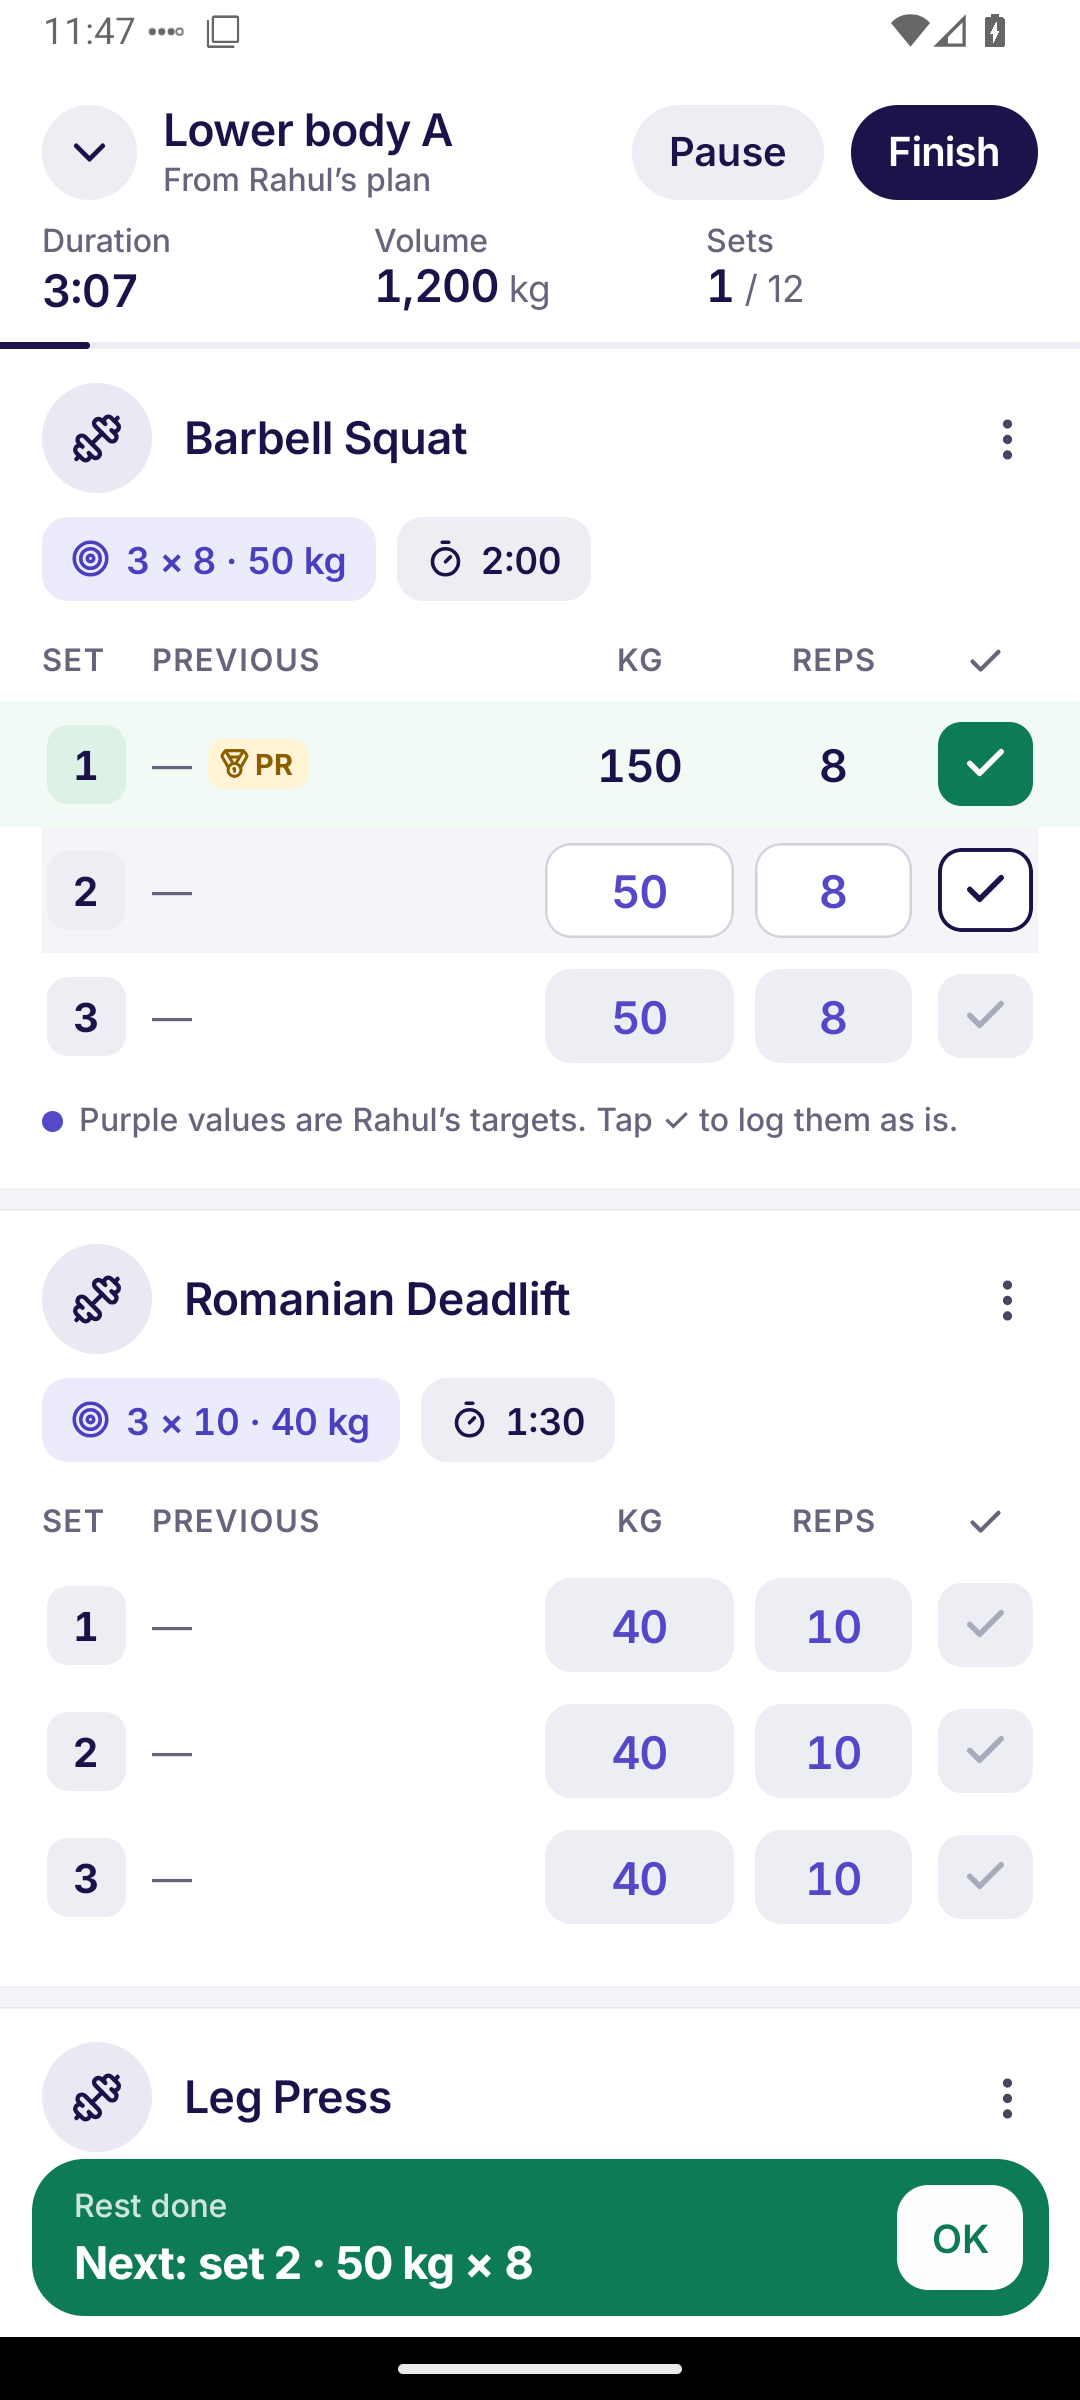 11:47
Lower body A
From Rahul’s plan
Pause
Finish
Duration
Volume
Sets
3:07
1,200 kg
1 / 12
Barbell Squat
3 × 8 · 50 kg
2:00
SET PREVIOUS KG REPS ✓
1 — PR 150 8 ✓
2 — 50 8 ✓
3 — 50 8 ✓
Purple values are Rahul’s targets. Tap ✓ to log them as is.
Romanian Deadlift
3 × 10 · 40 kg
1:30
SET PREVIOUS KG REPS ✓
1 — 40 10 ✓
2 — 40 10 ✓
3 — 40 10 ✓
Leg Press
Rest done
Next: set 2 · 50 kg × 8
OK